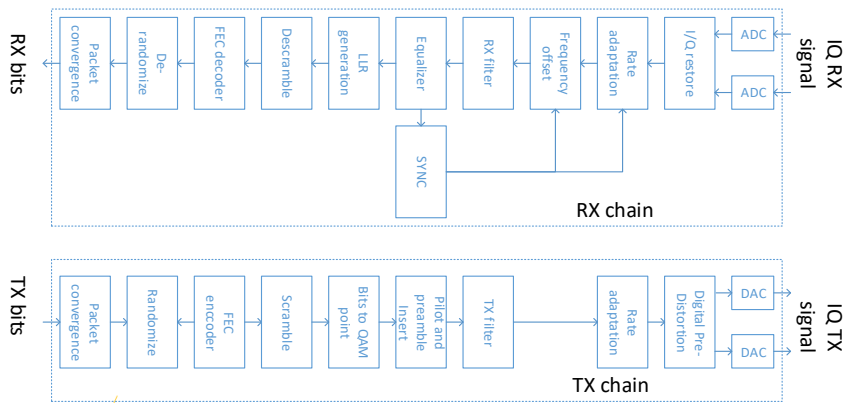 RX bits
Packet
convergence
De-
randomize
FEC decoder
Descramble
LLR
generation
Equalizer
RX filter
Frequency
offset
Rate
adaptation
I/Q restore
ADC
ADC
IQ RX
signal
SYNC
RX chain
TX bits
Packet
convergence
Randomize
FEC
enccoder
Scramble
Bits to QAM
point
Pilot and
preamble
Insert
TX filter
Rate
adaptation
Digital Pre-
Distortion
DAC
DAC
IQ TX
signal
TX chain